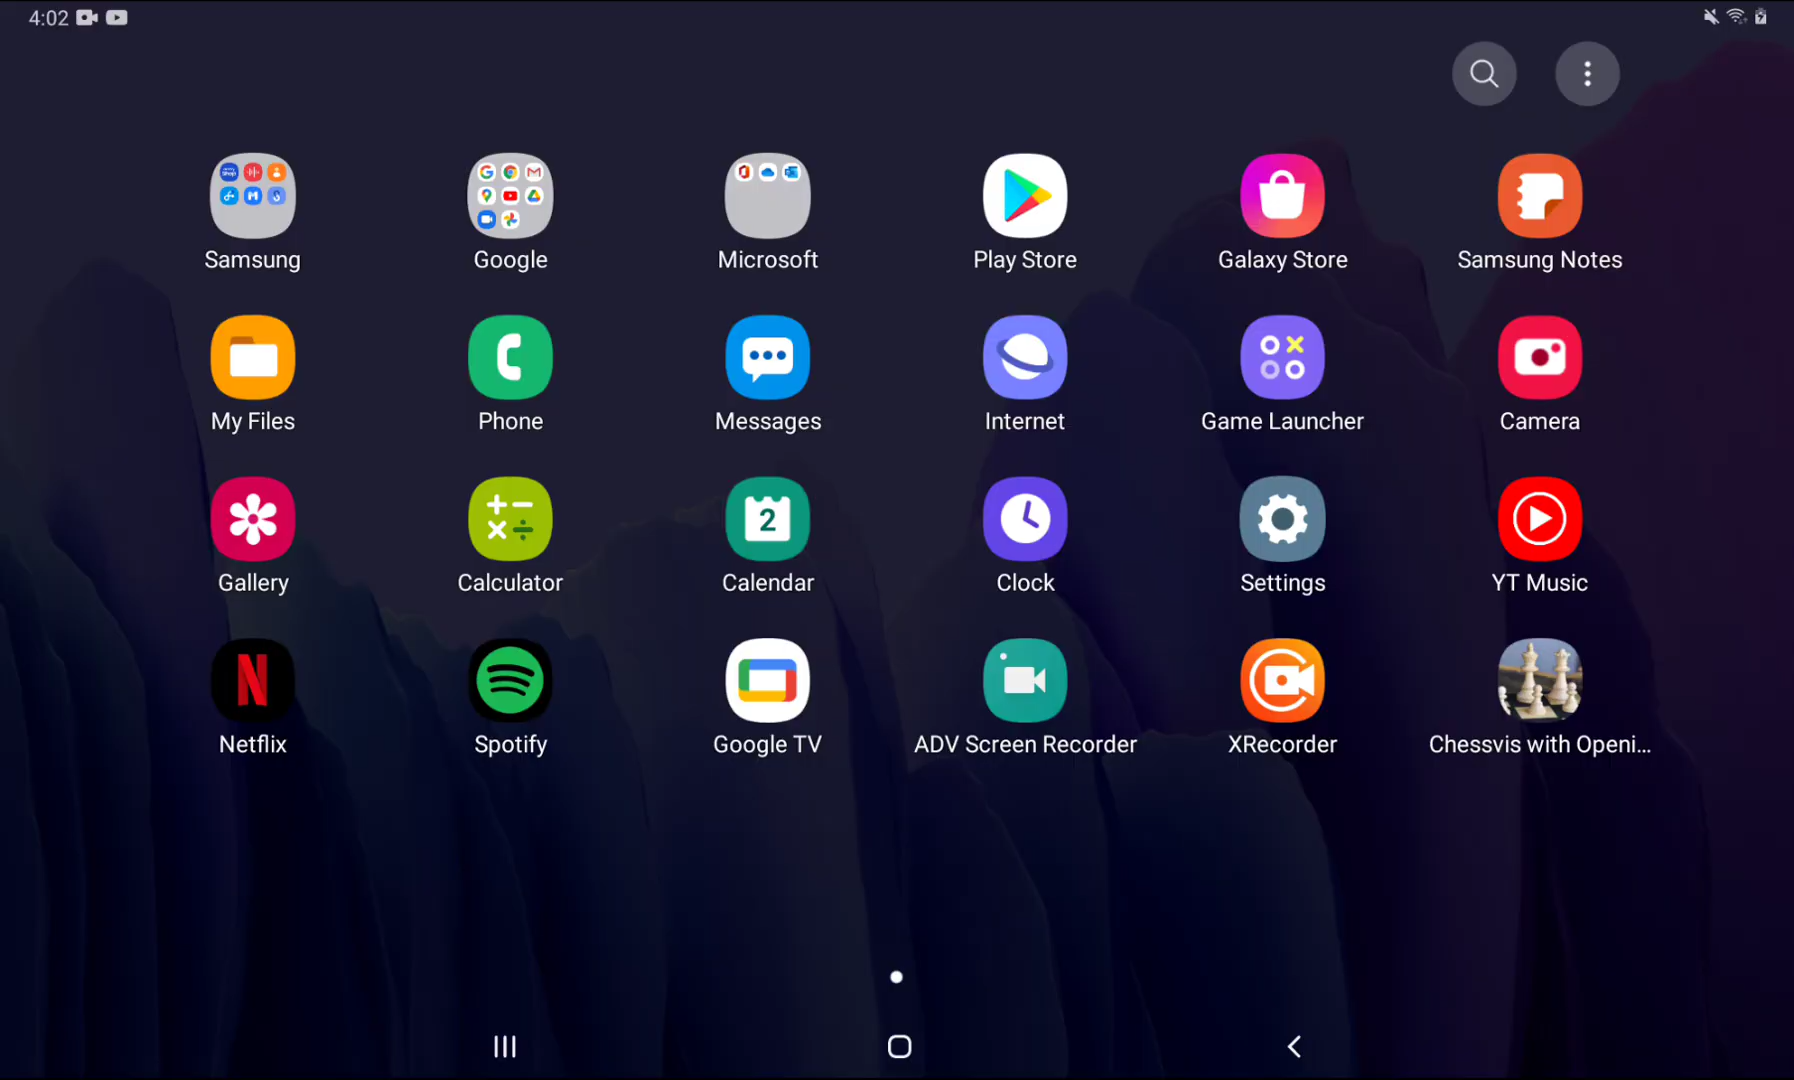 4:02
Samsung
Google
Microsoft
Play Store
Galaxy Store
Samsung Notes
My Files
Phone
Messages
Internet
Game Launcher
Camera
Gallery
Calculator
2
Calendar
Clock
Settings
YT Music
N
Netflix
Spotify
Google TV
ADV Screen Recorder
XRecorder
Chessvis with Openi...